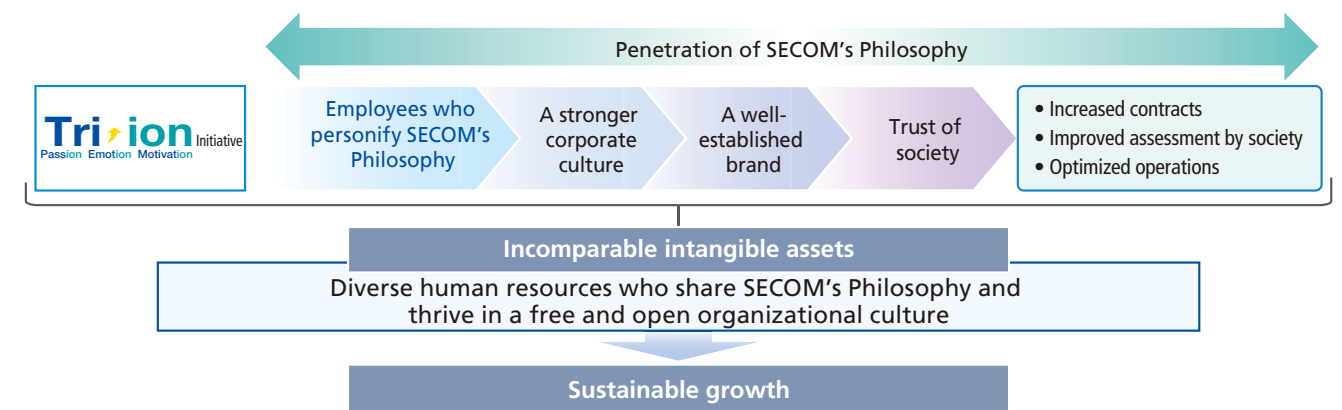 Penetration of SECOM's Philosophy
Tri ion Initiative
Passion Emotion Motivation
Employees who
personify SECOM's
Philosophy
A stronger
corporate
culture
A well-
established
brand
Trust of
society
• Increased contracts
• Improved assessment by society
• Optimized operations
Incomparable intangible assets
Diverse human resources who share SECOM's Philosophy and
thrive in a free and open organizational culture
Sustainable growth